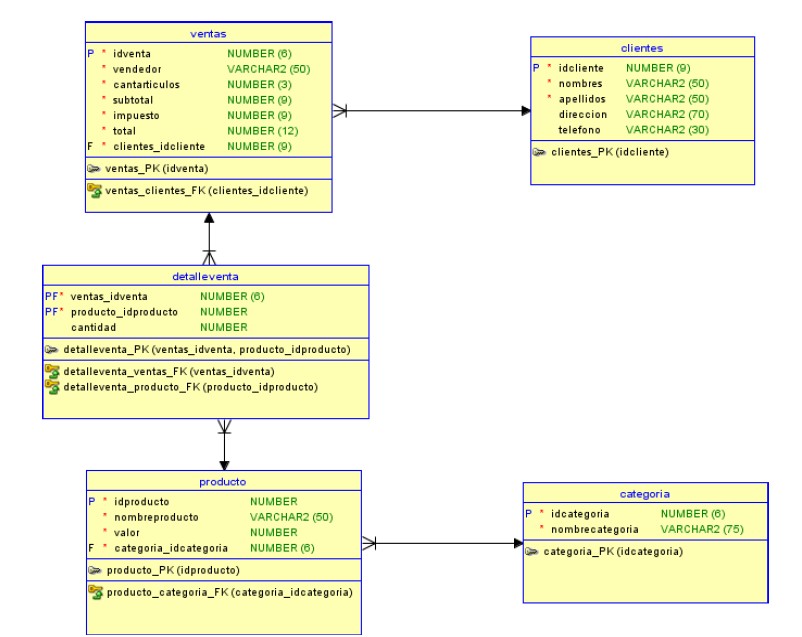 ventas
P * idventa NUMBER (6)
* vendedor VARCHAR2 (50)
* cantarticulos NUMBER (3)
* subtotal NUMBER (9)
* impuesto NUMBER (9)
* total NUMBER (12)
F * clientes_idcliente NUMBER (9)
ventas_PK (idventa)
ventas_clientes_FK (clientes_idcliente)
clientes
P * idcliente NUMBER (9)
* nombres VARCHAR2 (50)
* apellidos VARCHAR2 (50)
direccion VARCHAR2 (70)
telefono VARCHAR2 (30)
clientes_PK (idcliente)
detalleventa
PF* ventas_idventa NUMBER (6)
PF* producto_idproducto NUMBER
cantidad NUMBER
detalleventa_PK (ventas_idventa, producto_idproducto)
detalleventa_ventas_FK (ventas_idventa)
detalleventa_producto_FK (producto_idproducto)
producto
P * idproducto NUMBER
* nombreproducto VARCHAR2 (50)
* valor NUMBER
F * categoria_idcategoria NUMBER (6)
producto_PK (idproducto)
producto_categoria_FK (categoria_idcategoria)
categoria
P * idcategoria NUMBER (6)
* nombrecategoria VARCHAR2 (75)
categoria_PK (idcategoria)